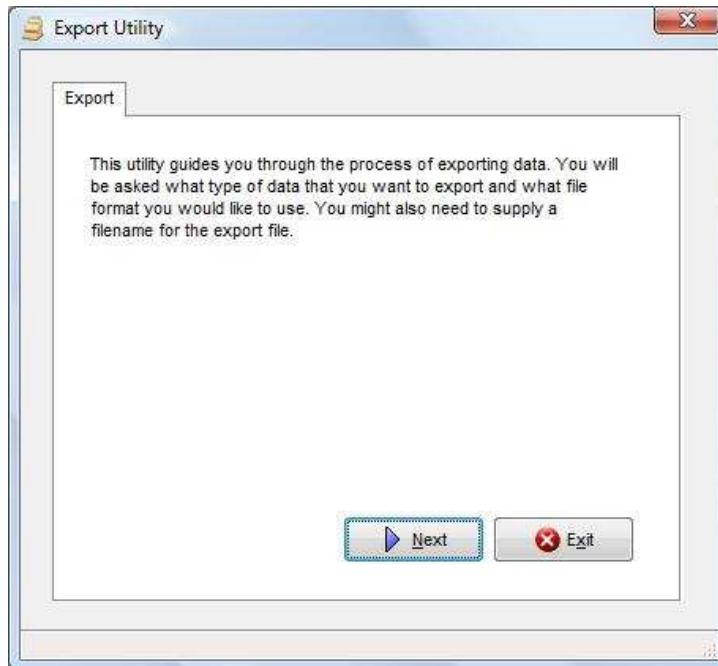 Export Utility
Export
This utility guides you through the process of exporting data. You will
be asked what type of data that you want to export and what file
format you would like to use. You might also need to supply a
filename for the export file.
Next
Exit